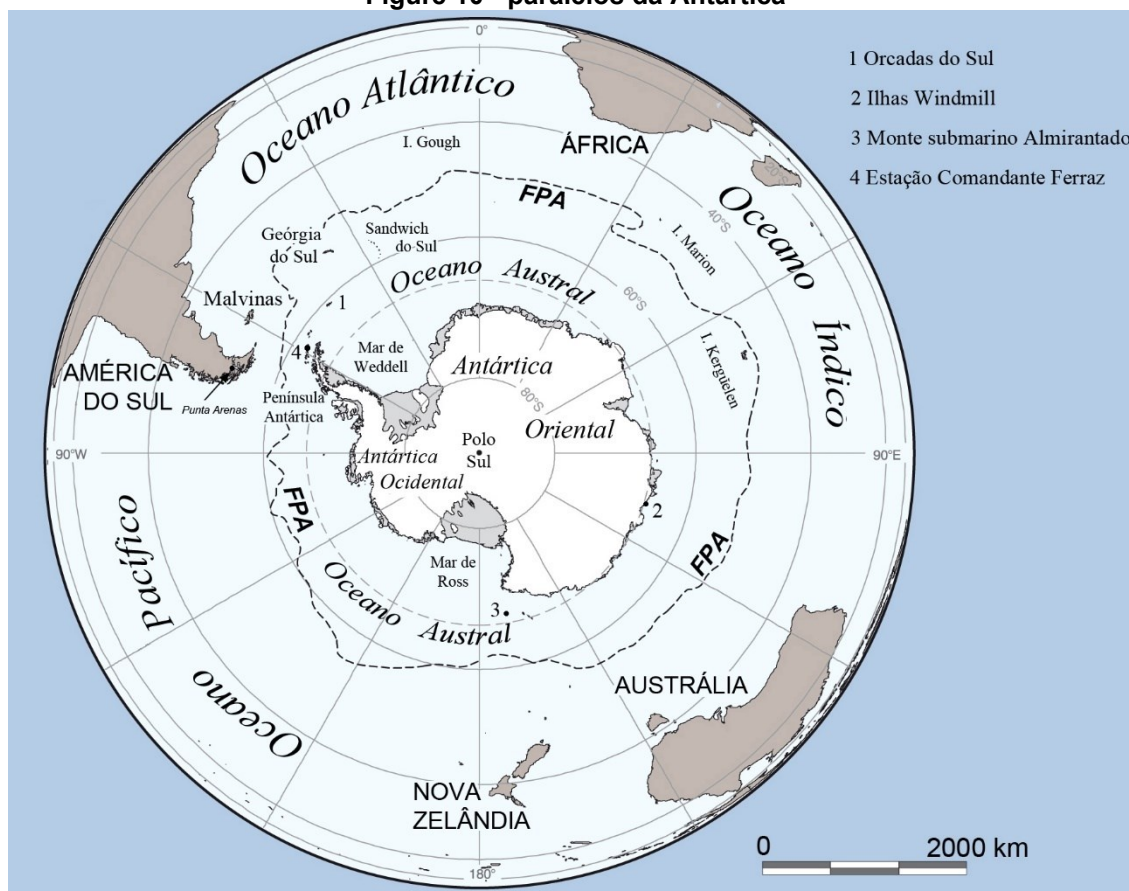 Figure 10 - paralelos da Antártica
0°
1 Orcadas do Sul
2 Ilhas Windmill
3 Monte submarino Almirantado
4 Estação Comandante Ferraz
Oceano Atlântico
I. Gough
ÁFRICA
20°S
FPA
40°S
Oceano
Índico
I. Marion
Geórgia
do Sul
Sandwich
do Sul
Oceano Austral
60°S
Malvinas
1
4
Mar de
Weddell
I. Kergüelen
AMÉRICA
DO SUL
Punta Arenas
Península
Antártica
Antártica
Oriental
80°S
90°W
Polo
Sul
90°E
Antártica
Ocidental
2
FPA
FPA
Mar de
Ross
3
Oceano Austral
Pacífico
Oceano
AUSTRÁLIA
NOVA
ZELÂNDIA
180°
0
2000 km